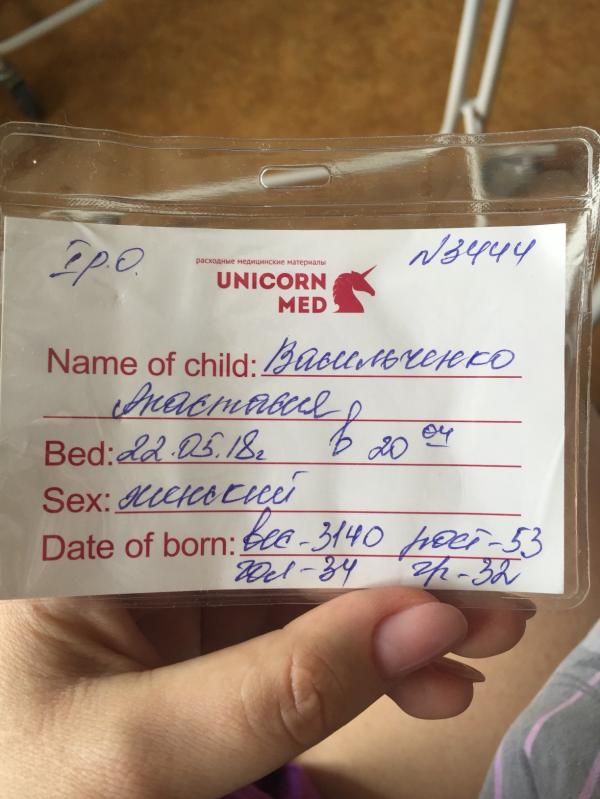 I р.о. №3444
расходные медицинские материалы
UNICORN
MED
Name of child: Васильченко
Анастасия
Bed: 22.05.18г в 20 04
Sex: женский
Date of born: вес-3140 рост-53
гол-34 гр-32